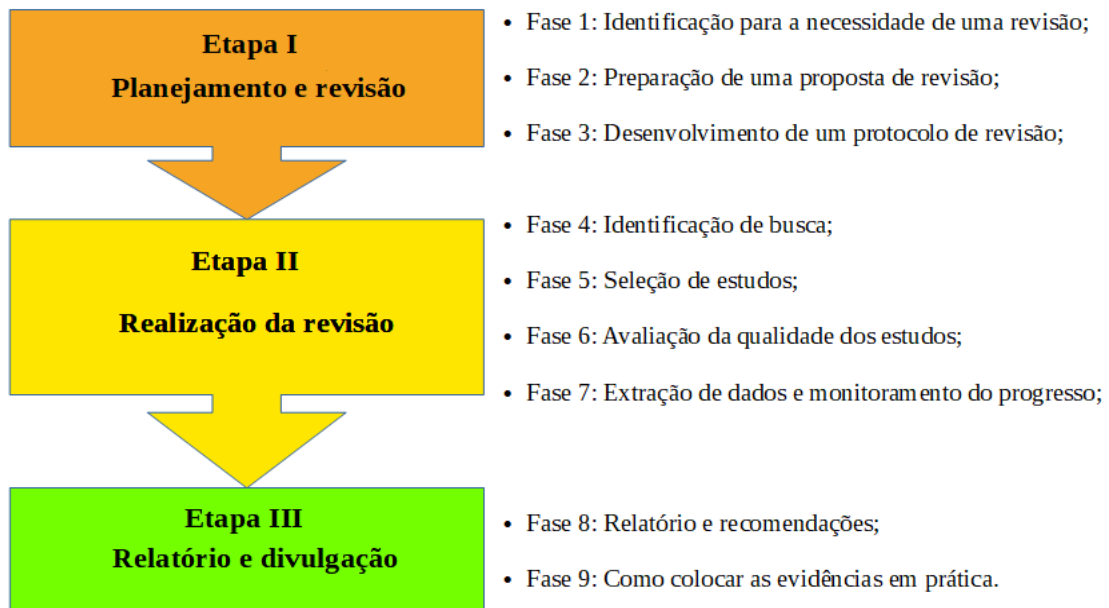 Etapa I
Planejamento e revisão
• Fase 1: Identificação para a necessidade de uma revisão;
• Fase 2: Preparação de uma proposta de revisão;
• Fase 3: Desenvolvimento de um protocolo de revisão;
Etapa II
Realização da revisão
• Fase 4: Identificação de busca;
• Fase 5: Seleção de estudos;
• Fase 6: Avaliação da qualidade dos estudos;
• Fase 7: Extração de dados e monitoramento do progresso;
Etapa III
Relatório e divulgação
• Fase 8: Relatório e recomendações;
• Fase 9: Como colocar as evidências em prática.